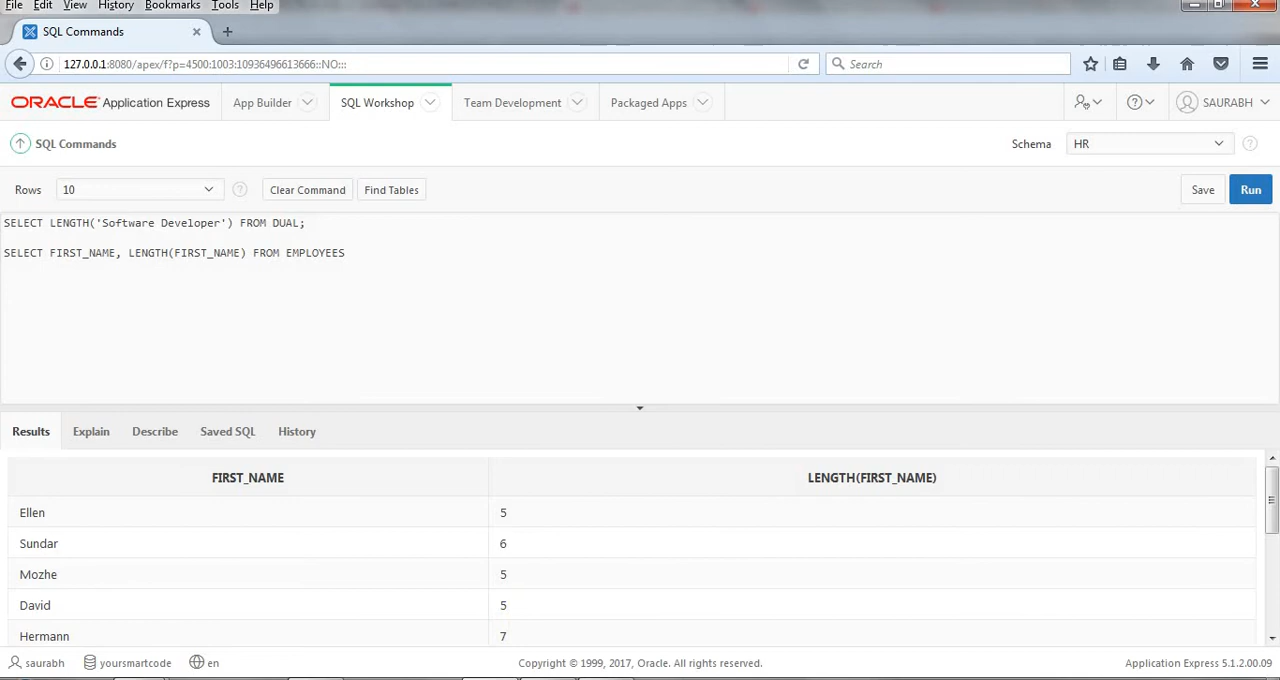 File Edit View History Bookmarks Tools Help
SQL Commands
127.0.0.1:8080/apex/f?p=4500:1003:10936496613666::NO::: Search
ORACLE Application Express App Builder SQL Workshop Team Development Packaged Apps SAURABH
SQL Commands Schema HR
Rows 10 Clear Command Find Tables Save Run
SELECT LENGTH('Software Developer') FROM DUAL;
SELECT FIRST_NAME, LENGTH(FIRST_NAME) FROM EMPLOYEES
Results Explain Describe Saved SQL History
FIRST_NAME LENGTH(FIRST_NAME)
Ellen 5
Sundar 6
Mozhe 5
David 5
Hermann 7
saurabh yoursmartcode en Copyright © 1999, 2017, Oracle. All rights reserved. Application Express 5.1.2.00.09